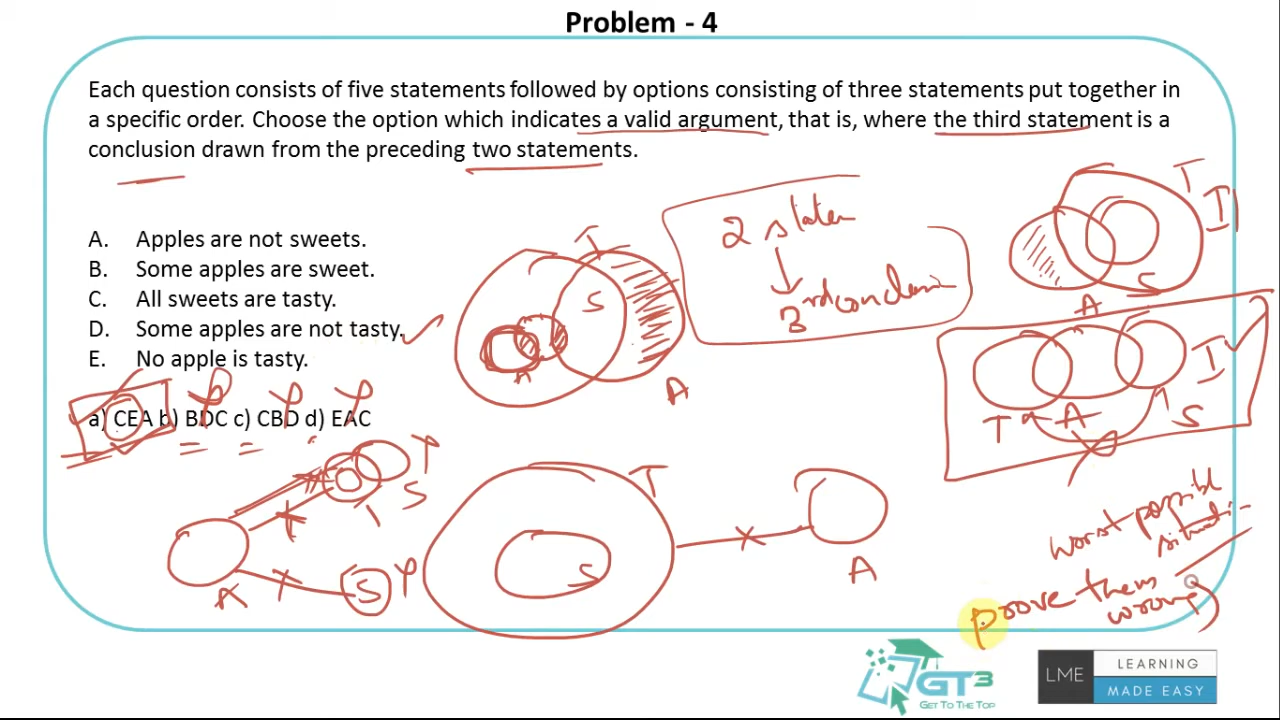 Problem - 4
Each question consists of five statements followed by options consisting of three statements put together in
a specific order. Choose the option which indicates a valid argument, that is, where the third statement is a
conclusion drawn from the preceding two statements.
A. Apples are not sweets.
B. Some apples are sweet.
C. All sweets are tasty.
D. Some apples are not tasty.
E. No apple is tasty.
a) CEA b) BDC c) CBD d) EAC
2 staten
3rd conclusion
T
S
A
A
T
II
A
S
T
A
S
I
T
S
A
A
S
T
S
worst possible
situation
prove them
wrong
GT3
GET TO THE TOP
LME
LEARNING
MADE EASY